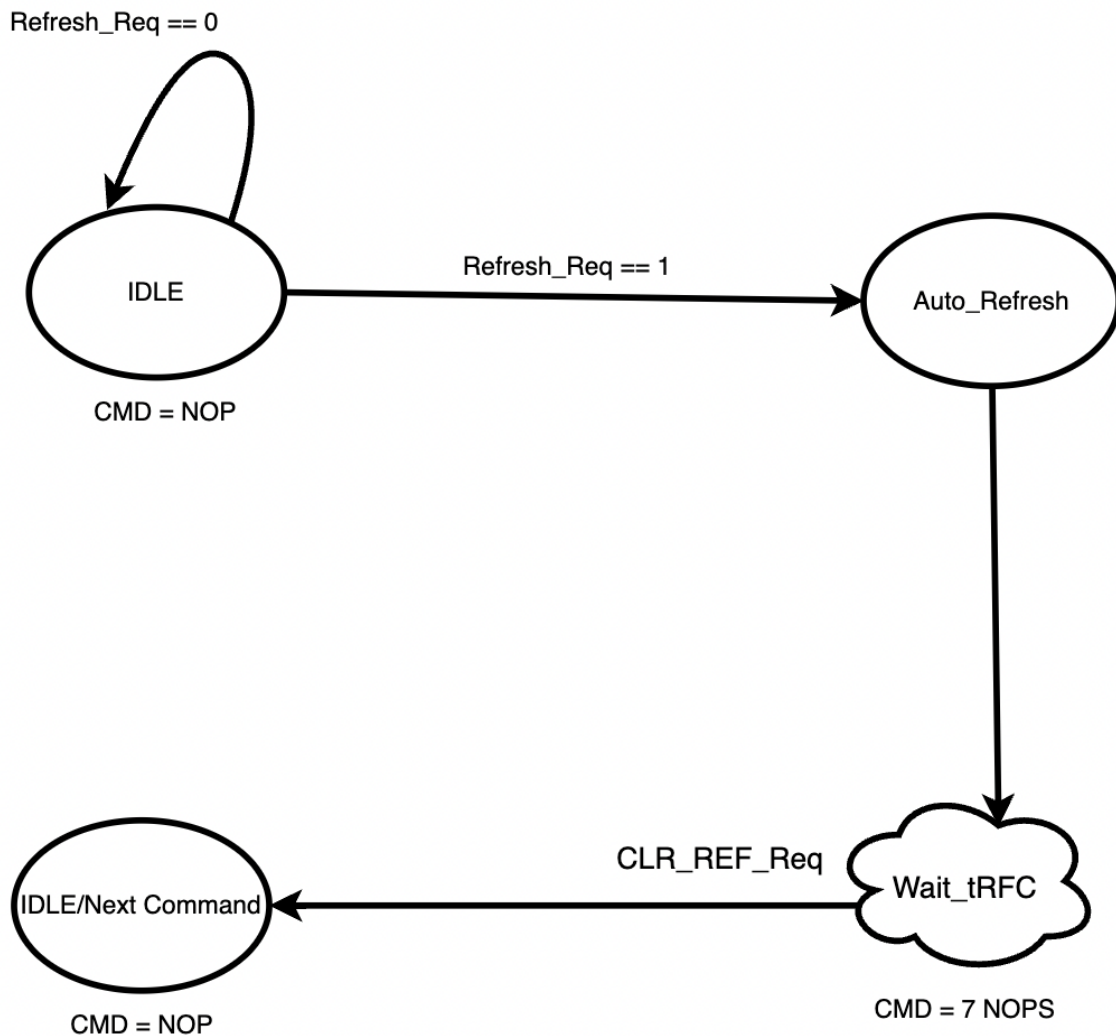 Refresh_Req == 0
Refresh_Req == 1
IDLE
Auto_Refresh
CMD = NOP
CLR_REF_Req
Wait_tRFC
IDLE/Next Command
CMD = 7 NOPS
CMD = NOP